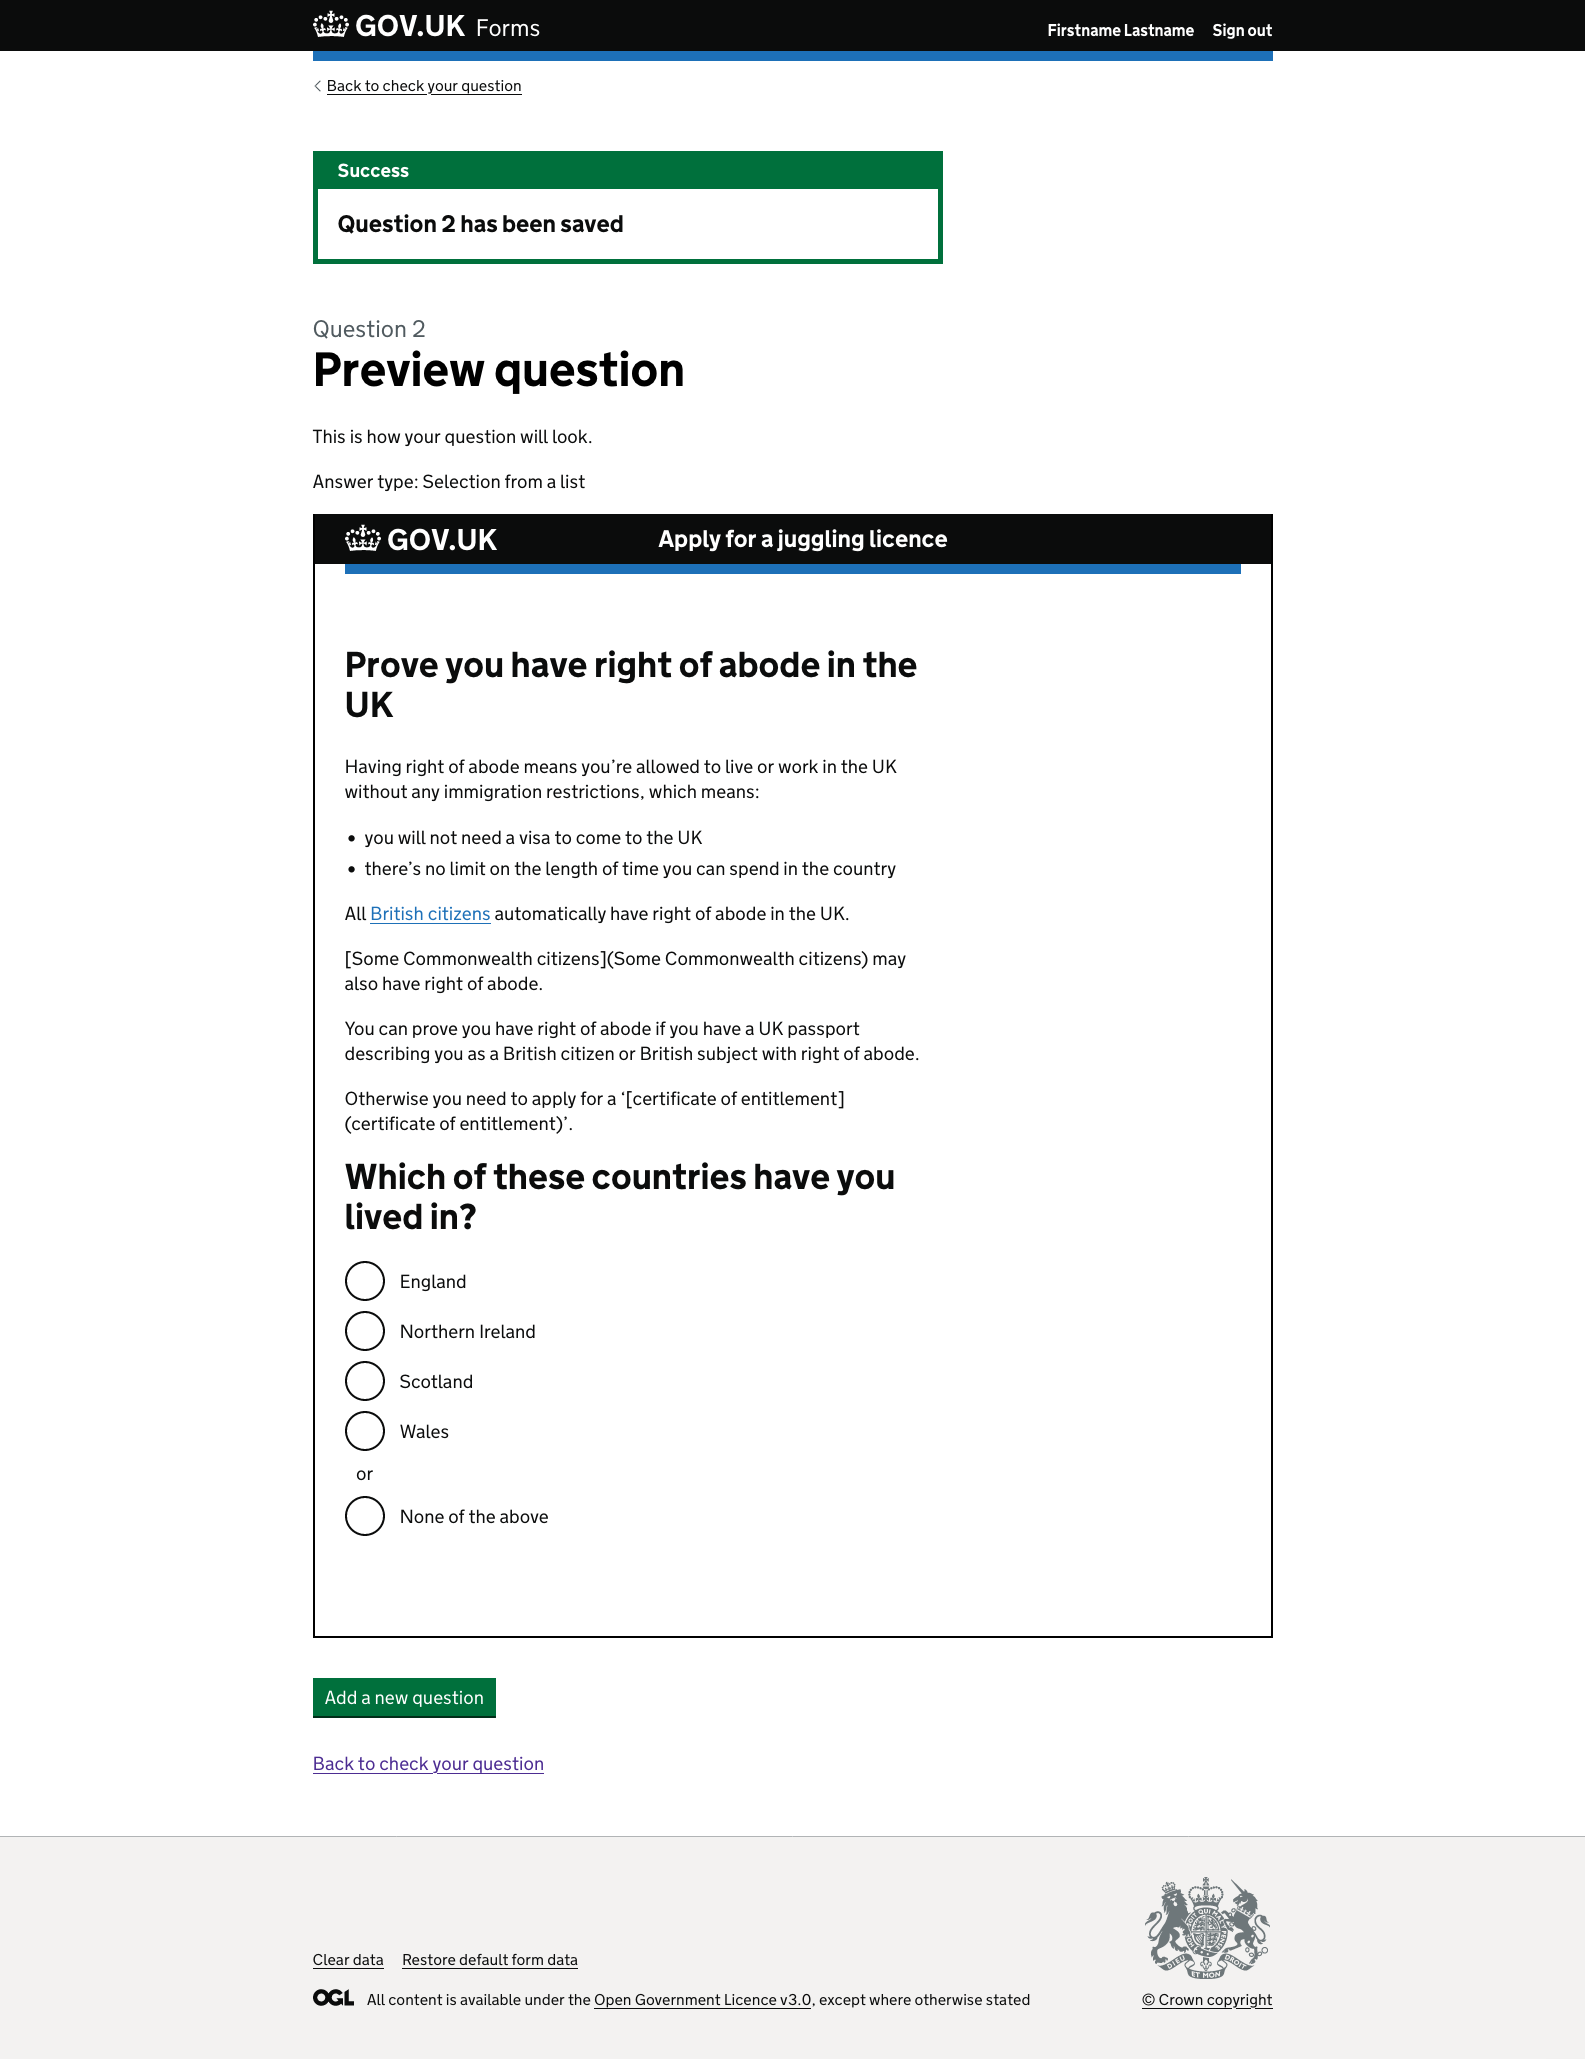 GOV.UK Forms
Firstname Lastname Sign out
Back to check your question
Success
Question 2 has been saved
Question 2
Preview question
This is how your question will look.
Answer type: Selection from a list
GOV.UK
Apply for a juggling licence
Prove you have right of abode in the
UK
Having right of abode means you’re allowed to live or work in the UK
without any immigration restrictions, which means:
• you will not need a visa to come to the UK
• there’s no limit on the length of time you can spend in the country
All British citizens automatically have right of abode in the UK.
[Some Commonwealth citizens](Some Commonwealth citizens) may
also have right of abode.
You can prove you have right of abode if you have a UK passport
describing you as a British citizen or British subject with right of abode.
Otherwise you need to apply for a ‘[certificate of entitlement]
(certificate of entitlement)’.
Which of these countries have you
lived in?
England
Northern Ireland
Scotland
Wales
or
None of the above
Add a new question
Back to check your question
DIEU ET MON DROIT
Clear data Restore default form data
OGL All content is available under the Open Government Licence v3.0, except where otherwise stated
© Crown copyright